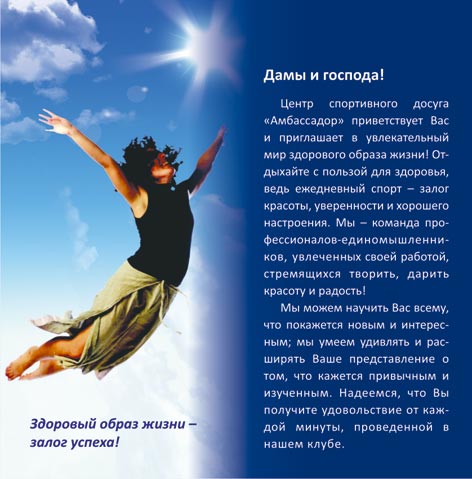 Дамы и господа!
Центр спортивного досуга
«Амбассадор» приветствует Вас
и приглашает в увлекательный
мир здорового образа жизни! От-
дыхайте с пользой для здоровья,
ведь ежедневный спорт – залог
красоты, уверенности и хорошего
настроения. Мы – команда про-
фессионалов-единомышленни-
ков, увлеченных своей работой,
стремящихся творить, дарить
красоту и радость!
Мы можем научить Вас всему,
что покажется новым и интерес-
ным; мы умеем удивлять и рас-
ширять Ваше представление о
том, что кажется привычным и
изученным. Надеемся, что Вы
получите удовольствие от каж-
дой минуты, проведенной в
нашем клубе.
Здоровый образ жизни –
залог успеха!